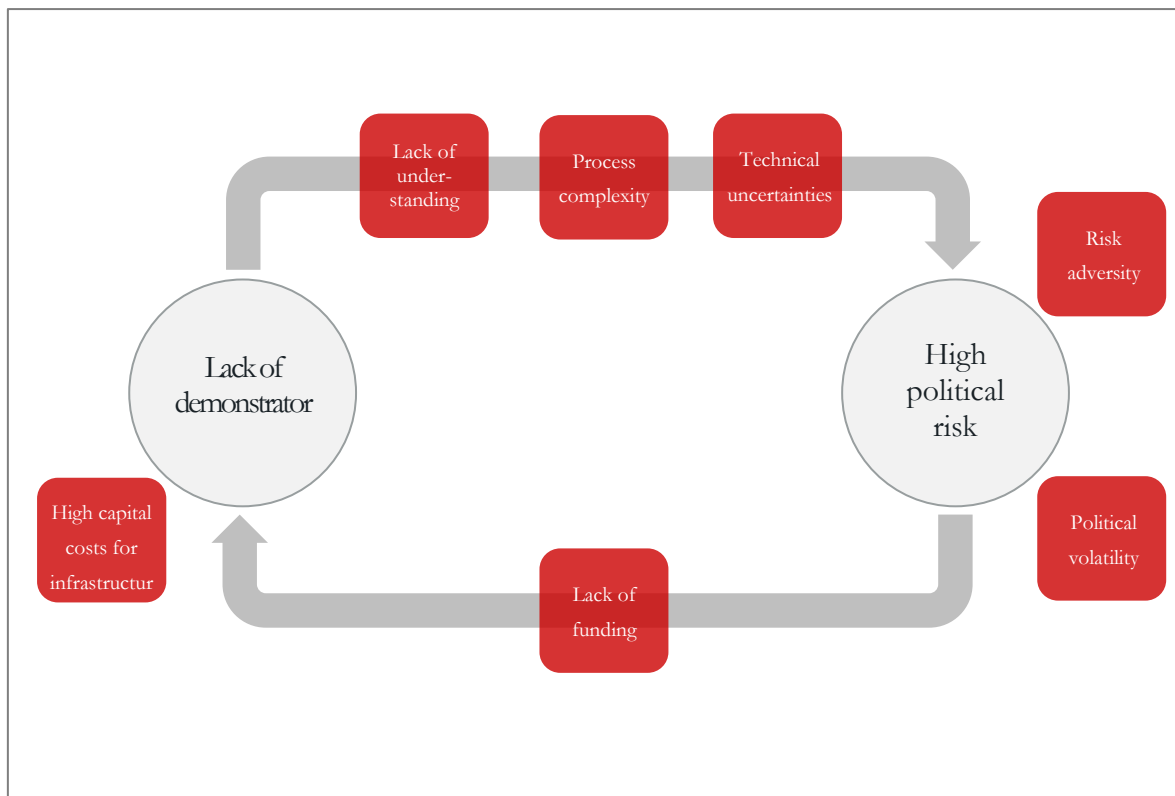 Lack of
under-
standing
Process
complexity
Technical
uncertainties
Risk
adversity
Lack of
demonstrator
High
political
risk
High capital
costs for
infrastructur
Political
volatility
Lack of
funding